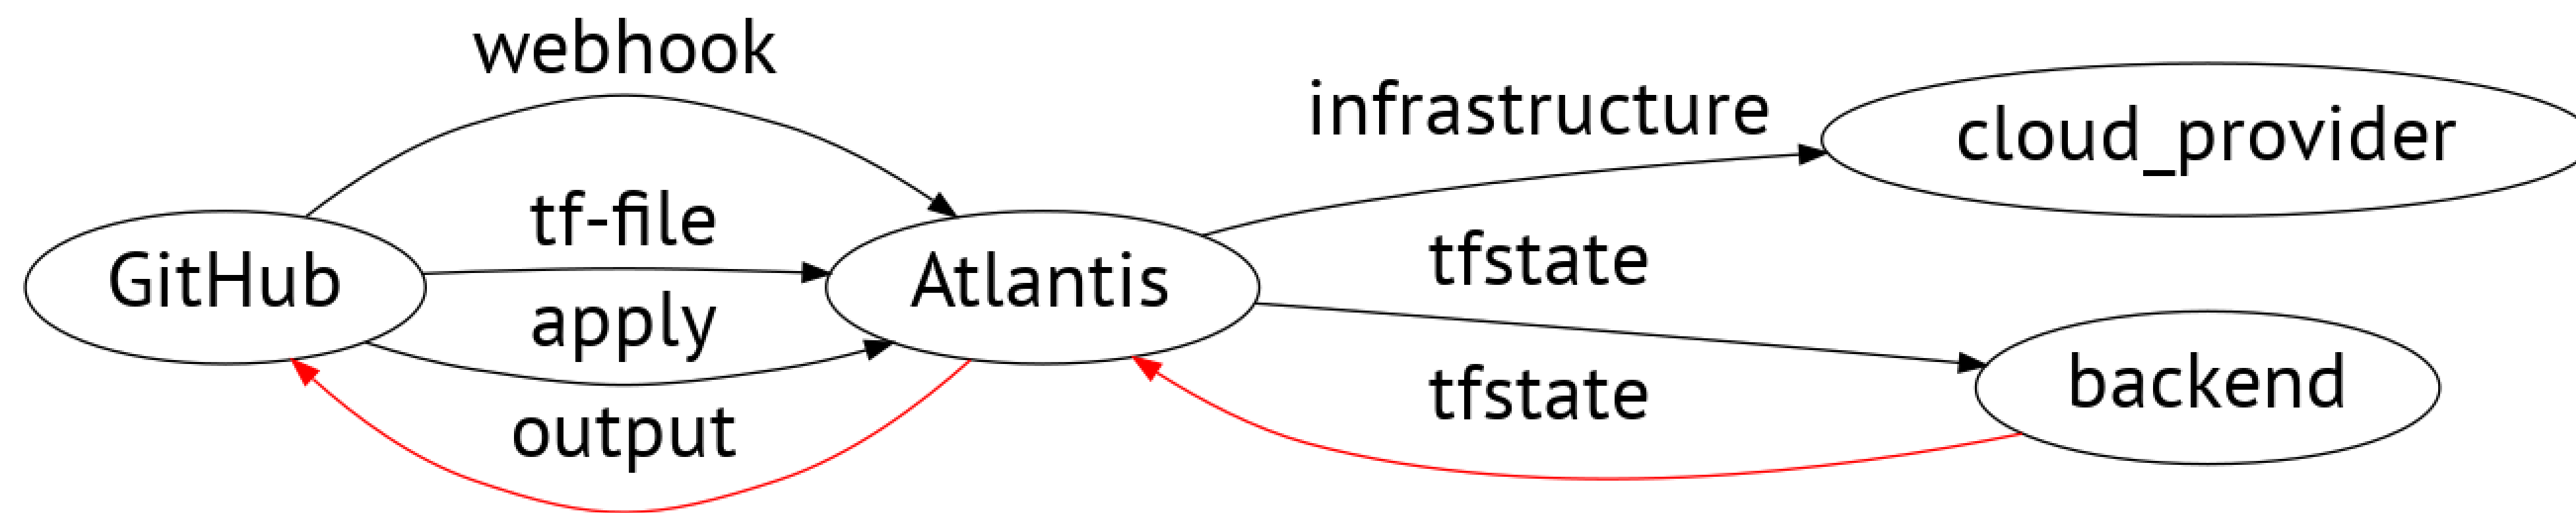 webhook
infrastructure
cloud_provider
tf-file
GitHub
Atlantis
tfstate
apply
backend
tfstate
output